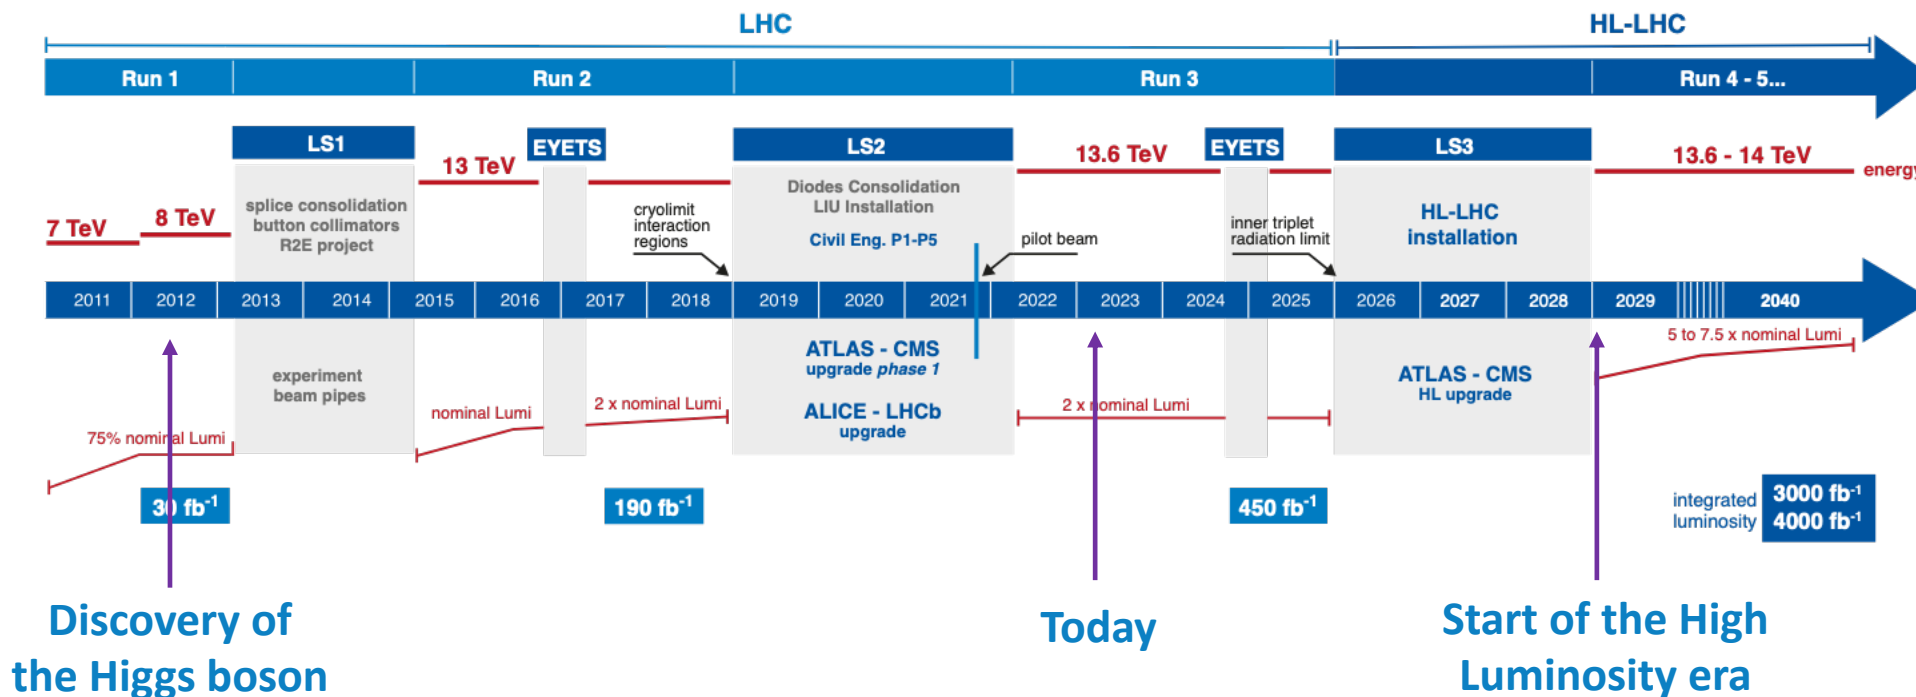 LHC
HL-LHC
Run 1
Run 2
Run 3
Run 4 - 5...
LS1
EYETS
LS2
EYETS
LS3
13 TeV
13.6 TeV
13.6 - 14 TeV
energy
7 TeV
8 TeV
splice consolidation
button collimators
R2E project
cryolimit
interaction
regions
Diodes Consolidation
LIU Installation
Civil Eng. P1-P5
pilot beam
inner triplet
radiation limit
HL-LHC
installation
2011
2012
2013
2014
2015
2016
2017
2018
2019
2020
2021
2022
2023
2024
2025
2026
2027
2028
2029
2040
5 to 7.5 x nominal Lumi
experiment
beam pipes
ATLAS - CMS
upgrade phase 1
ALICE - LHCb
upgrade
ATLAS - CMS
HL upgrade
75% nominal Lumi
nominal Lumi
2 x nominal Lumi
2 x nominal Lumi
30 fb⁻¹
190 fb⁻¹
450 fb⁻¹
integrated
luminosity
3000 fb⁻¹
4000 fb⁻¹
Discovery of
the Higgs boson
Today
Start of the High
Luminosity era